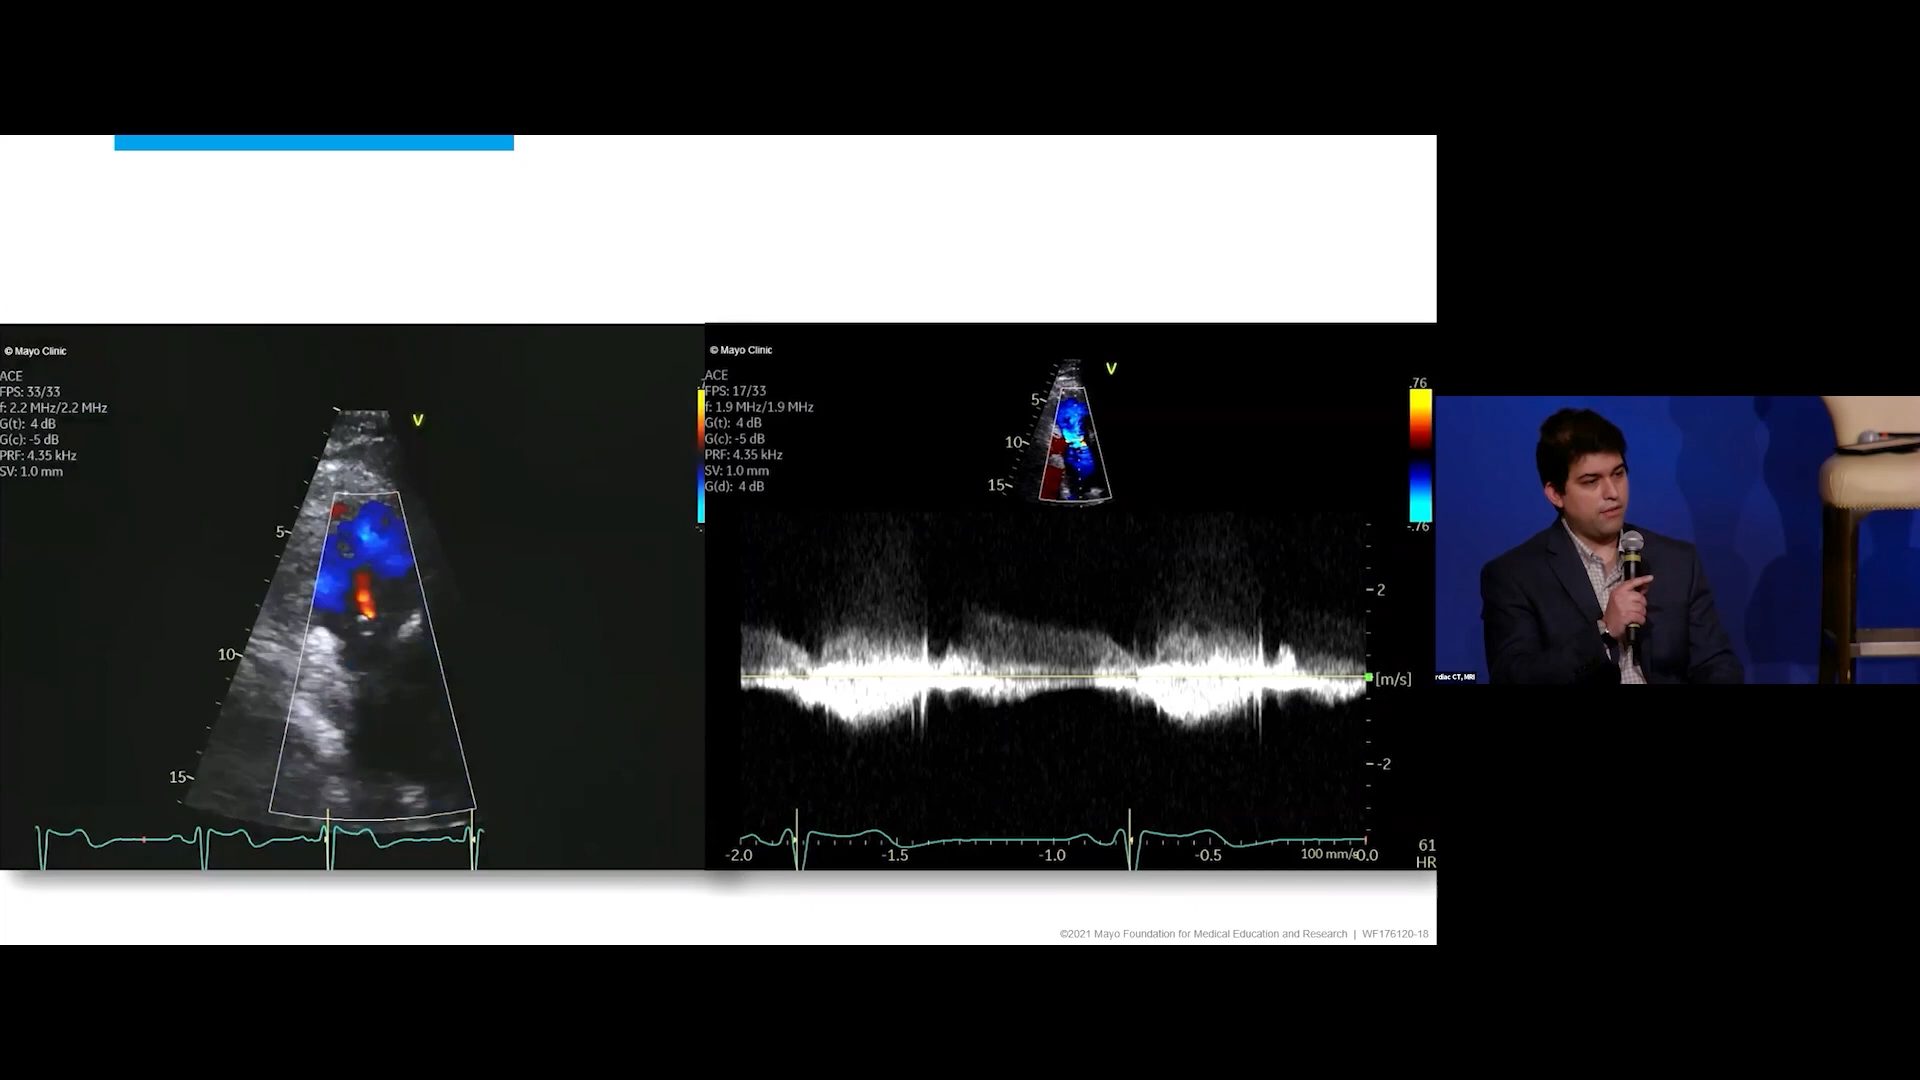 © Mayo Clinic
ACE
FPS: 33/33
f: 2.2 MHz/2.2 MHz
G(t): 4 dB
G(c): -5 dB
PRF: 4.35 kHz
SV: 1.0 mm
V
5
10
15
© Mayo Clinic
ACE
FPS: 17/33
f: 1.9 MHz/1.9 MHz
G(t): 4 dB
G(c): -5 dB
PRF: 4.35 kHz
SV: 1.0 mm
G(d): 4 dB
V
5
10
15
.76
-.76
2
[m/s]
-2
-2.0
-1.5
-1.0
-0.5
100 mm/s
0.0
61
HR
rdiac CT, MRI
©2021 Mayo Foundation for Medical Education and Research | WF176120-18